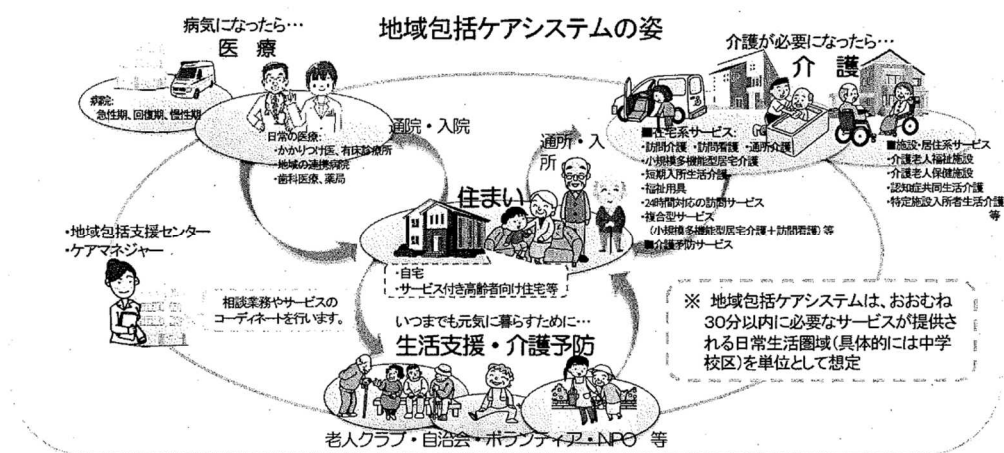 地域包括ケアシステムの姿
病気になったら…
医 療
病院:
急性期、回復期、慢性期
日常の医療:
・かかりつけ医、有床診療所
・地域の連携病院
・歯科医療、薬局
通院・入院
通所・入
所
介護が必要になったら…
介 護
■在宅系サービス:
・訪問介護 ・訪問看護 ・通所介護
・小規模多機能型居宅介護
・短期入所生活介護
・福祉用具
・24時間対応の訪問サービス
・複合型サービス
(小規模多機能型居宅介護+訪問看護)等
■介護予防サービス
■施設・居住系サービス
・介護老人福祉施設
・介護老人保健施設
・認知症共同生活介護
・特定施設入所者生活介護
等
住まい
・自宅
・サービス付き高齢者向け住宅等
・地域包括支援センター
・ケアマネジャー
相談業務やサービスの
コーディネートを行います。
いつまでも元気に暮らすために…
生活支援・介護予防
老人クラブ・自治会・ボランティア・NPO 等
※ 地域包括ケアシステムは、おおむね
30分以内に必要なサービスが提供さ
れる日常生活圏域(具体的には中学
校区)を単位として想定